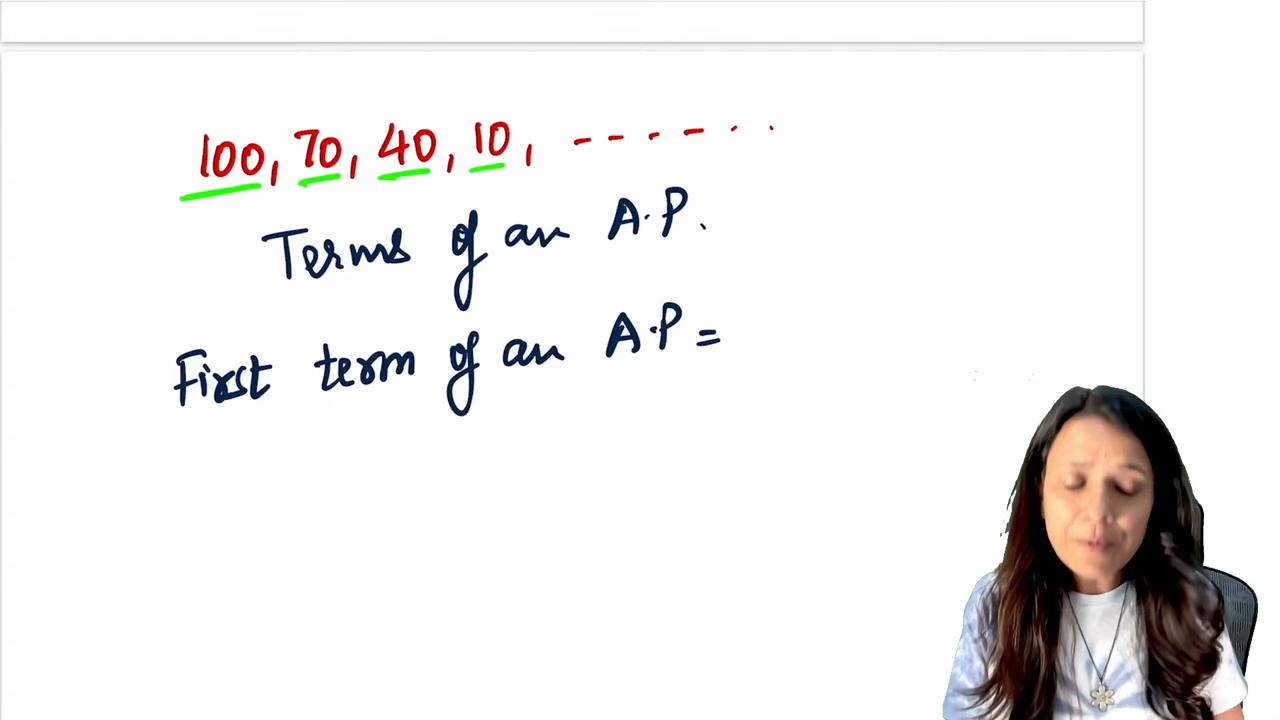 100, 70, 40, 10, - - - - - . .
Terms of an A.P.
First term of an A.P =